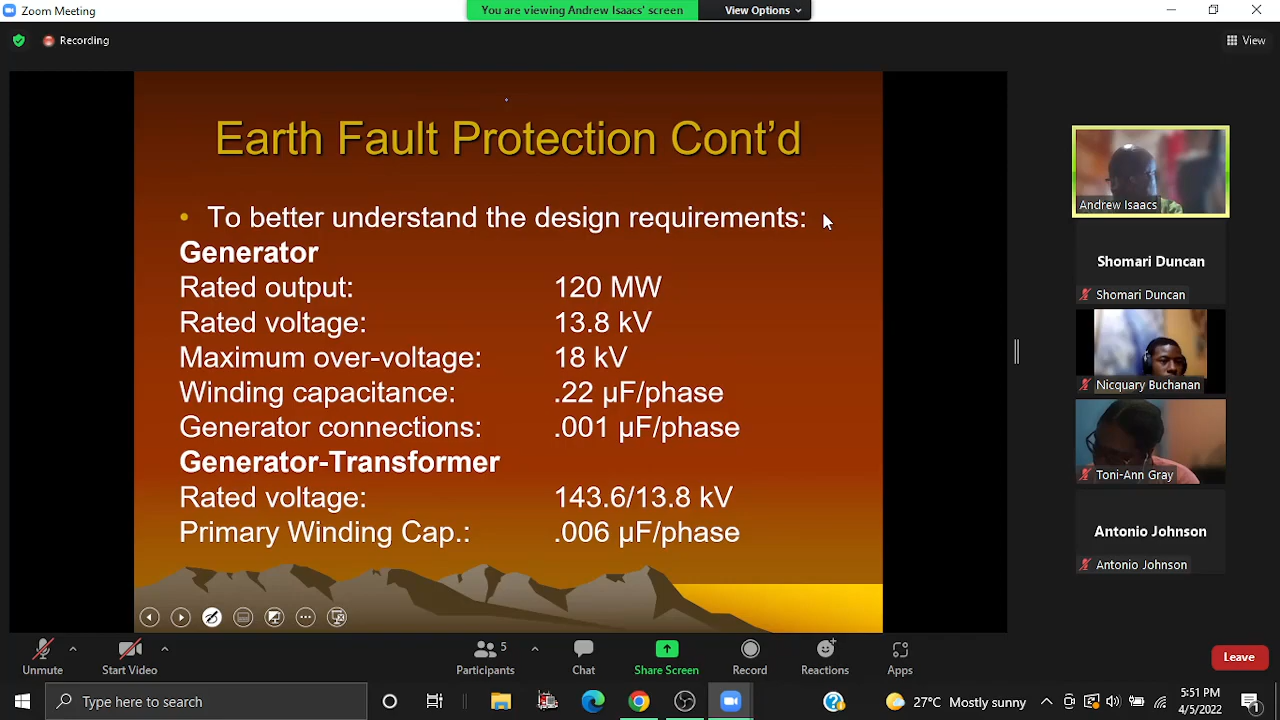 Zoom Meeting
You are viewing Andrew Isaacs' screen
View Options
Recording
View
Earth Fault Protection Cont’d
• To better understand the design requirements:
Generator
Rated output: 120 MW
Rated voltage: 13.8 kV
Maximum over-voltage: 18 kV
Winding capacitance: .22 µF/phase
Generator connections: .001 µF/phase
Generator-Transformer
Rated voltage: 143.6/13.8 kV
Primary Winding Cap.: .006 µF/phase
Andrew Isaacs
Shomari Duncan
Shomari Duncan
Nicquary Buchanan
Toni-Ann Gray
Antonio Johnson
Antonio Johnson
Unmute
Start Video
5
Participants
Chat
Share Screen
Record
Reactions
Apps
Leave
Type here to search
27°C Mostly sunny
5:51 PM
4/5/2022
1